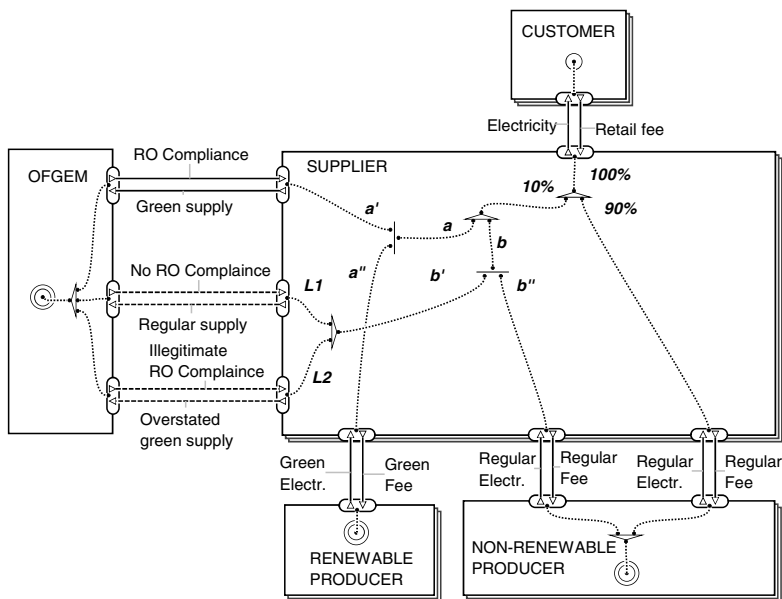 CUSTOMER
Electricity
Retail fee
OFGEM
RO Compliance
Green supply
SUPPLIER
100%
10%
90%
a'
a
b
a''
b'
b''
No RO Complaince
Regular supply
L1
Illegitimate
RO Complaince
L2
Overstated
green supply
Green
Electr.
Green
Fee
Regular
Electr.
Regular
Fee
Regular
Electr.
Regular
Fee
RENEWABLE
PRODUCER
NON-RENEWABLE
PRODUCER